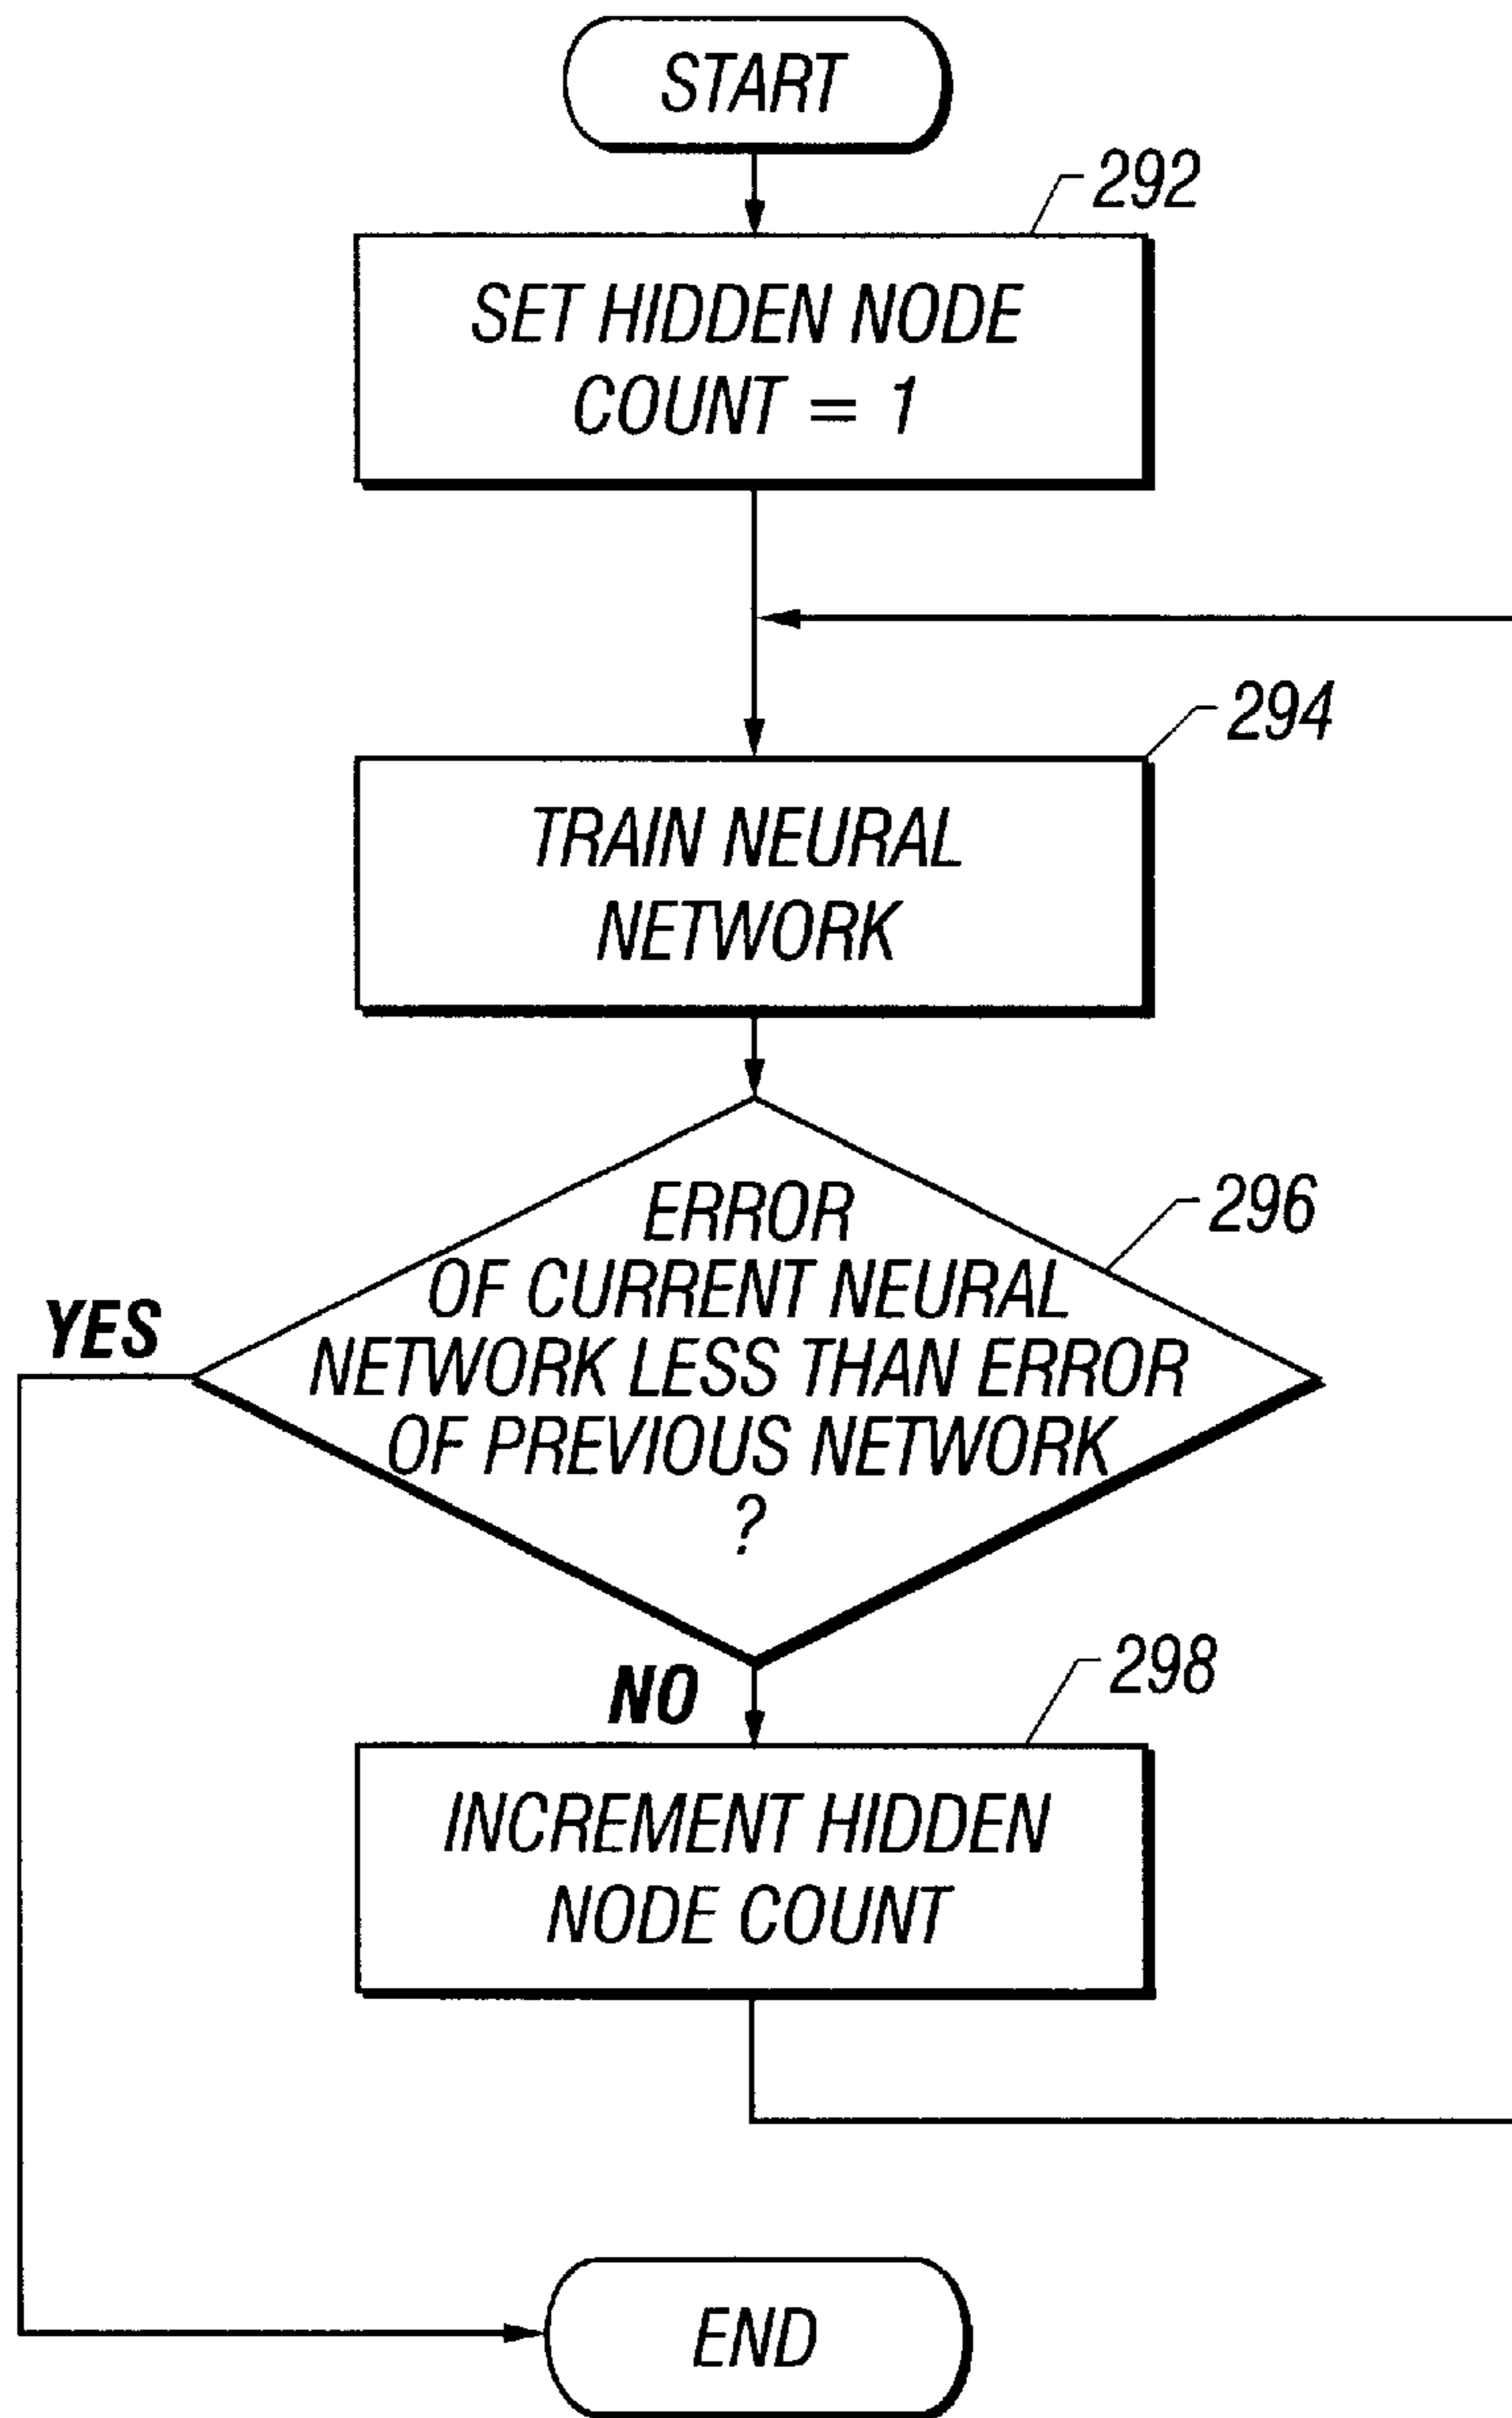 START
292
SET HIDDEN NODE
COUNT = 1
294
TRAIN NEURAL
NETWORK
296
ERROR
OF CURRENT NEURAL
NETWORK LESS THAN ERROR
OF PREVIOUS NETWORK
?
YES
NO
298
INCREMENT HIDDEN
NODE COUNT
END